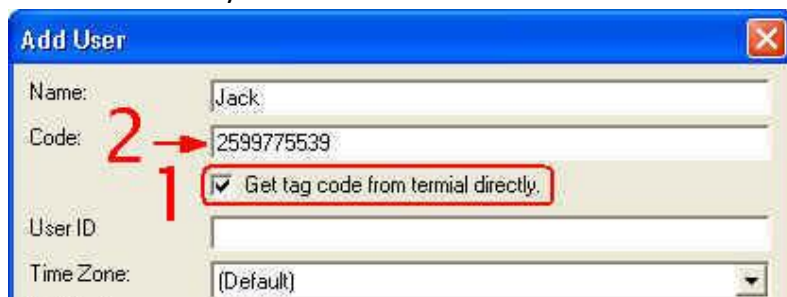 Add User
Name: Jack
Code: 2 2599775539
1 Get tag code from termial directly.
User ID
Time Zone: (Default)